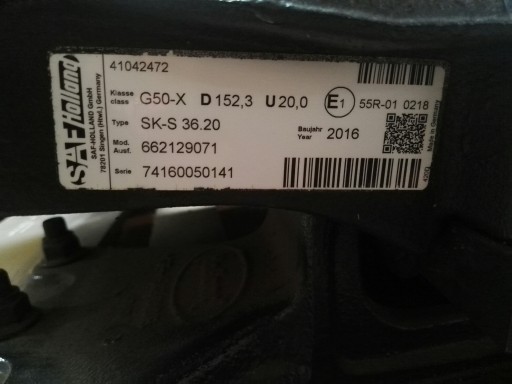 SAF Holland
SAF-HOLLAND GmbH
78201 Singen (Htwl.) Germany
41042472
Klasse
class
G50-X D 152,3 U 20,0 E1 55R-01 0218
Type SK-S 36.20
Baujahr
Year
2016
Mod.
Ausf.
662129071
Serie 74160050141
Made in Germany